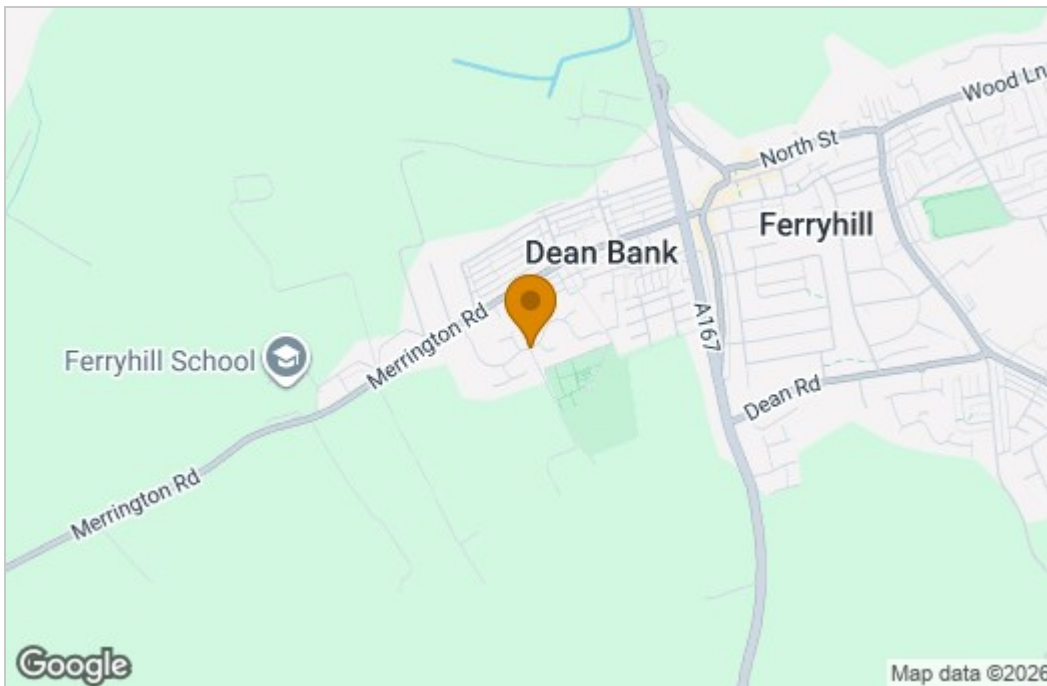 Wood Ln
North St
Ferryhill
Dean Bank
A167
Merrington Rd
Ferryhill School
Dean Rd
Merrington Rd
Google
Map data ©2026